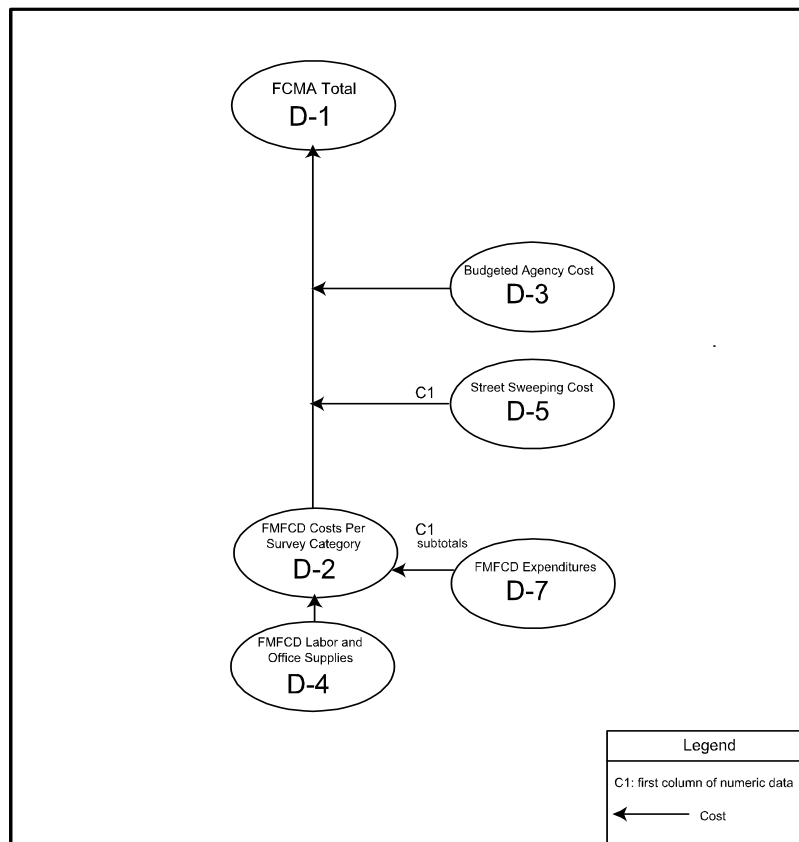 FCMA Total
D-1
Budgeted Agency Cost
D-3
C1
Street Sweeping Cost
D-5
FMFCD Costs Per
Survey Category
D-2
C1
subtotals
FMFCD Expenditures
D-7
FMFCD Labor and
Office Supplies
D-4
Legend
C1: first column of numeric data
Cost